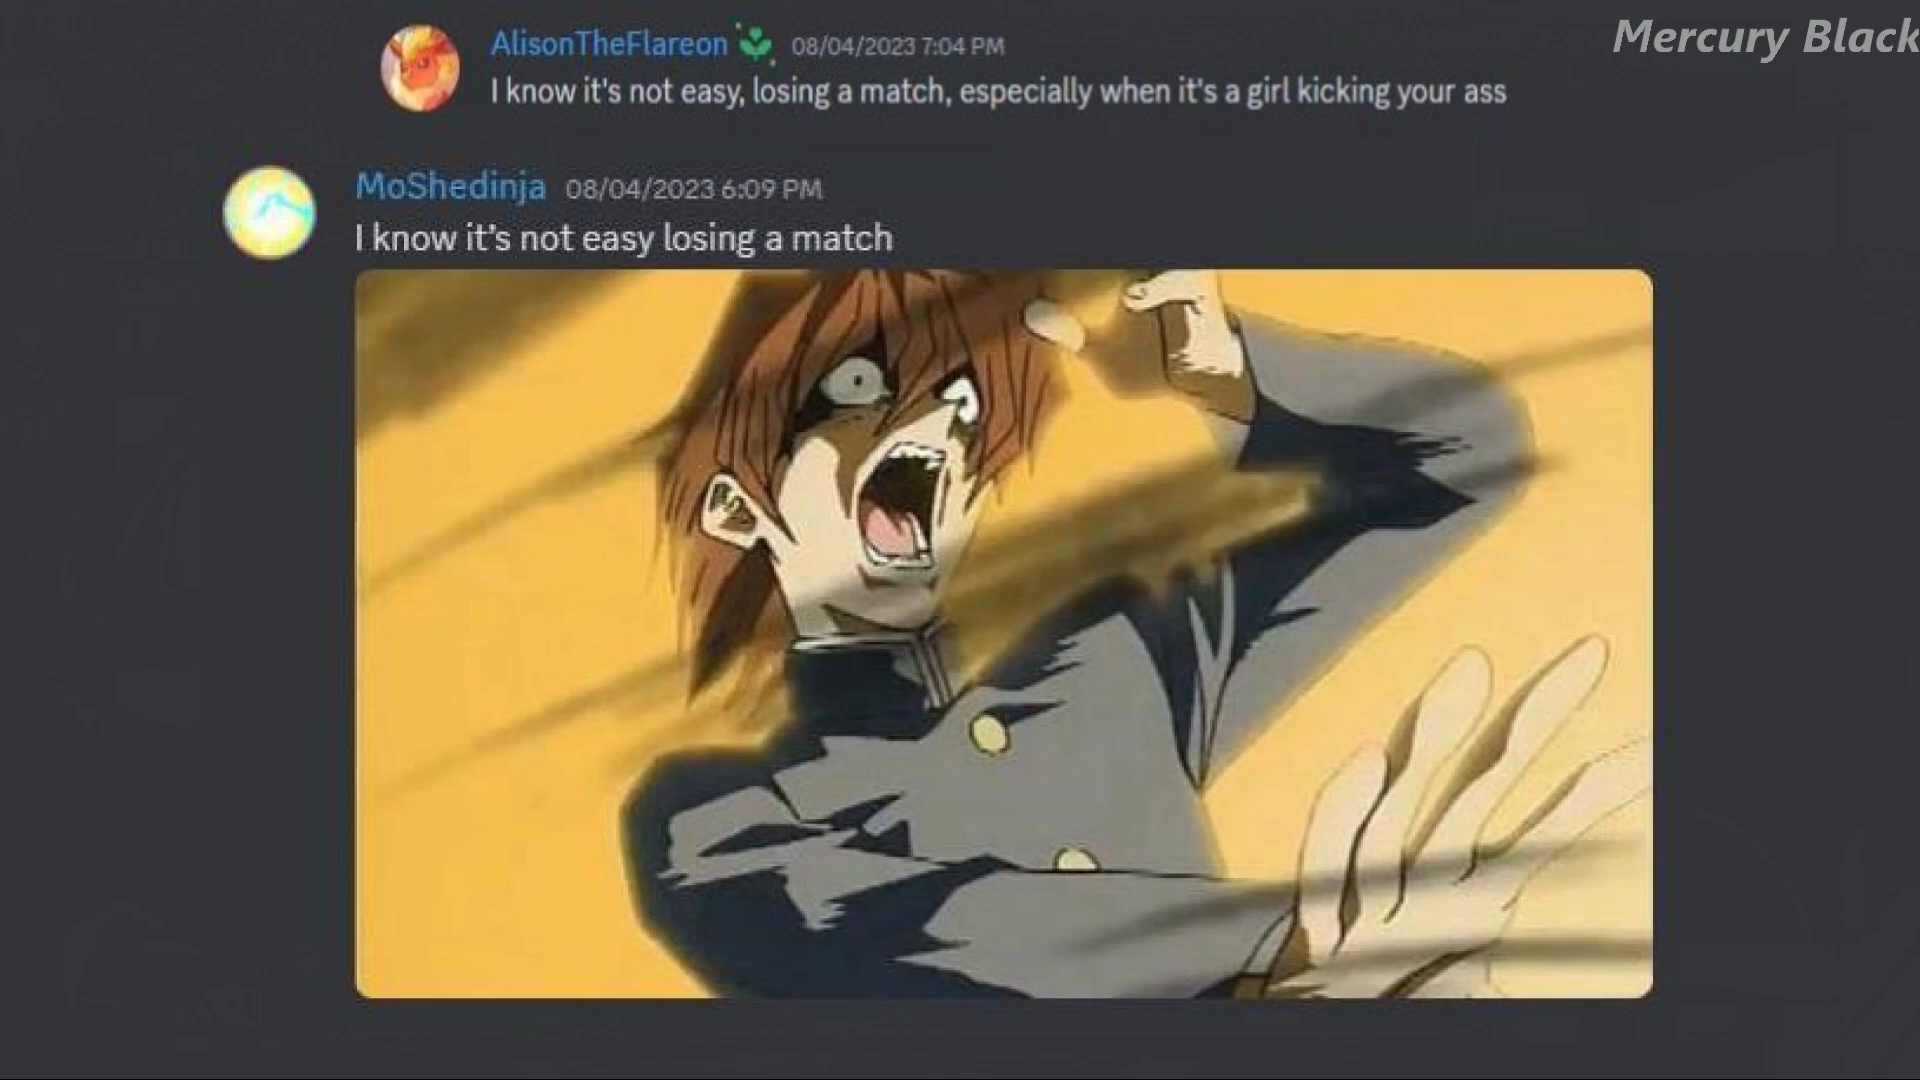 AlisonTheFlareon 08/04/2023 7:04 PM
Mercury Black
I know it's not easy, losing a match, especially when it's a girl kicking your ass
MoShedinja 08/04/2023 6:09 PM
I know it's not easy losing a match